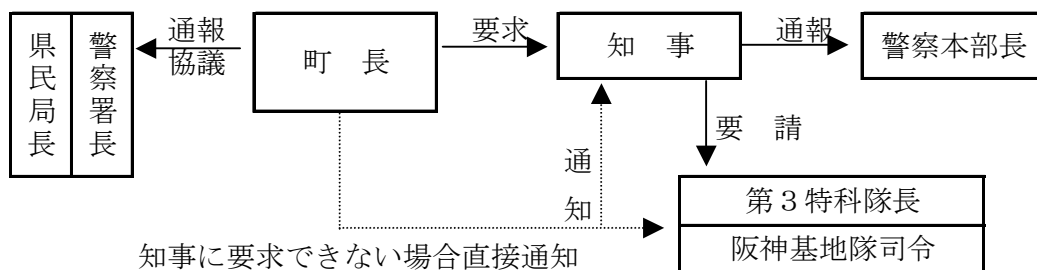 県民局長
警察署長
通報
協議
町　長
要求
知　事
通報
警察本部長
要　請
通知
第３特科隊長
阪神基地隊司令
知事に要求できない場合直接通知